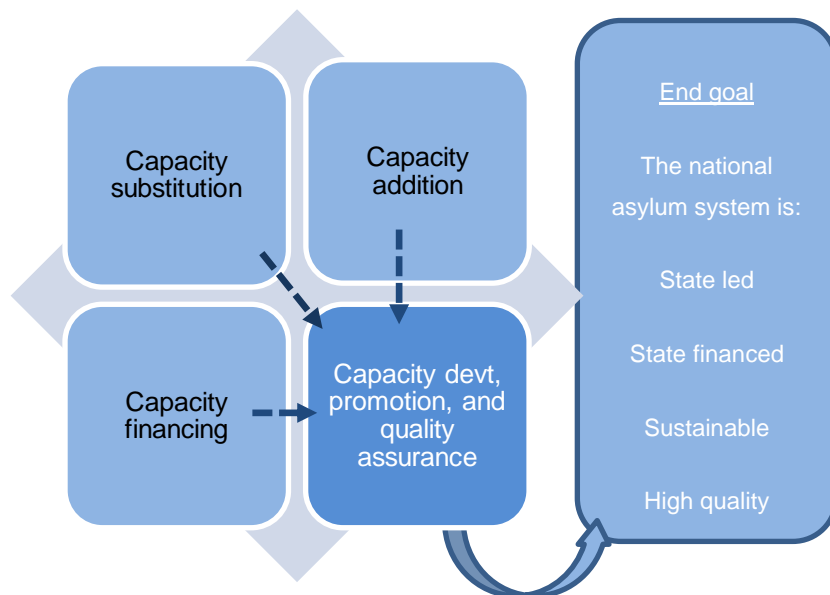 Capacity
substitution
Capacity
addition
Capacity
financing
Capacity devt,
promotion, and
quality
assurance
End goal
The national
asylum system is:
State led
State financed
Sustainable
High quality